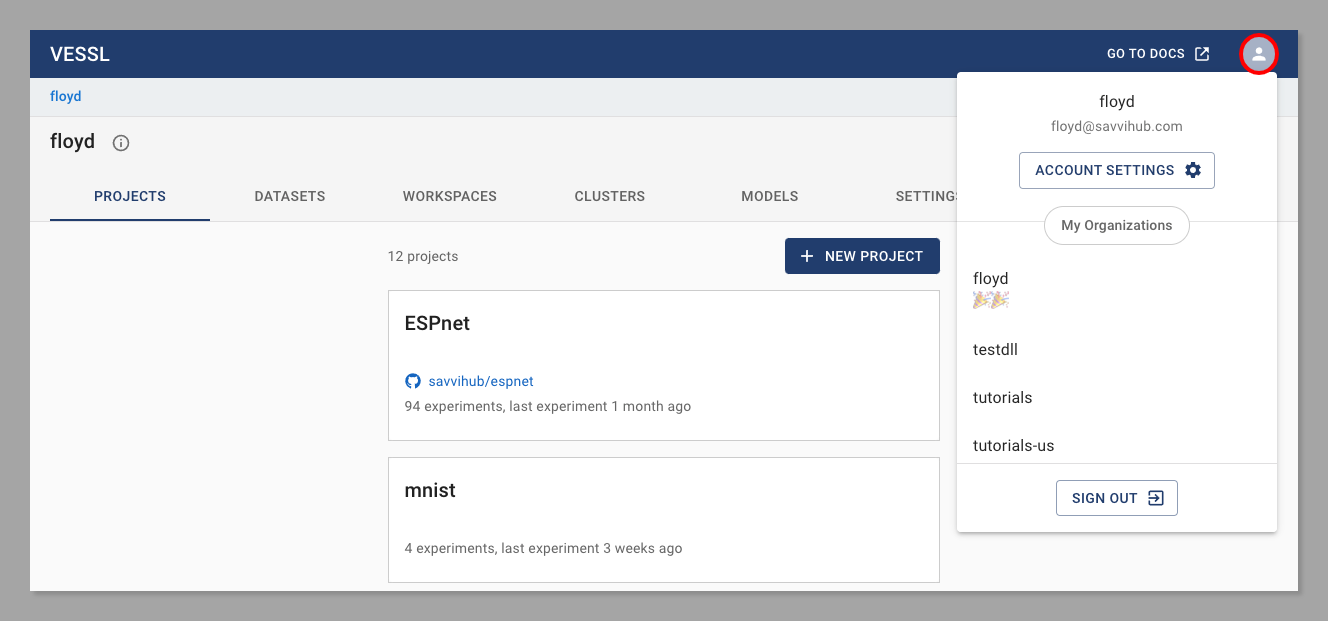 VESSL
GO TO DOCS
floyd
floyd
PROJECTS
DATASETS
WORKSPACES
CLUSTERS
MODELS
12 projects
NEW PROJECT
ESPnet
savvihub/espnet
94 experiments, last experiment 1 month ago
mnist
4 experiments, last experiment 3 weeks ago
floyd
floyd@savvihub.com
ACCOUNT SETTINGS
My Organizations
floyd
🎉🎉
testdll
tutorials
tutorials-us
SIGN OUT